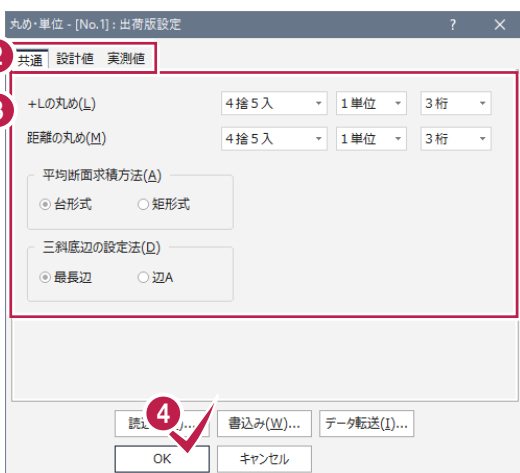 丸め・単位 - [No.1] : 出荷版設定 ? ×
2 共通 設計値 実測値
+Lの丸め(L) 4捨5入 1単位 3桁
距離の丸め(M) 4捨5入 1単位 3桁
平均断面求積方法(A)
台形式 矩形式
三斜底辺の設定法(D)
最長辺 辺A
4
書込み(W)... データ転送(I)...
OK キャンセル